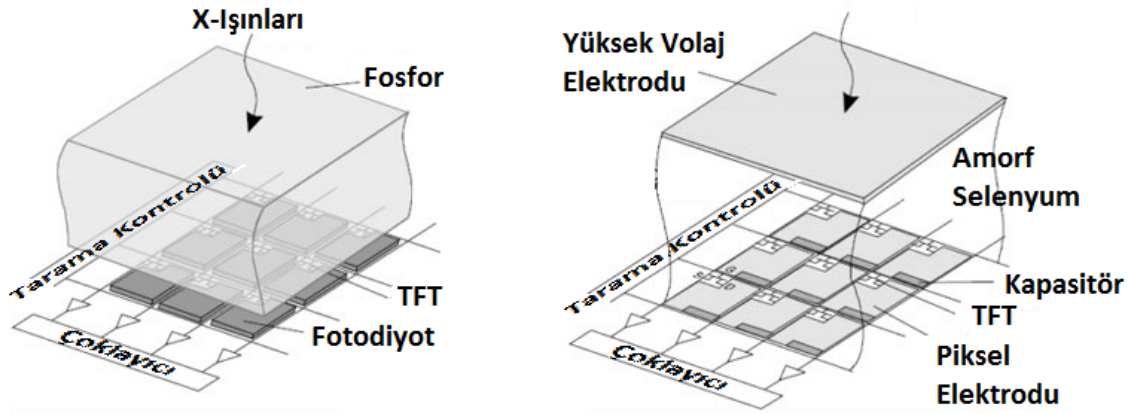 X-Işınları
Fosfor
Tarama Kontrolü
TFT
Fotodiyot
Çoklayıcı
Yüksek Volaj
Elektrodu
Amorf
Selenyum
Tarama Kontrolü
S
G
D
Kapasitör
TFT
Piksel
Elektrodu
Çoklayıcı